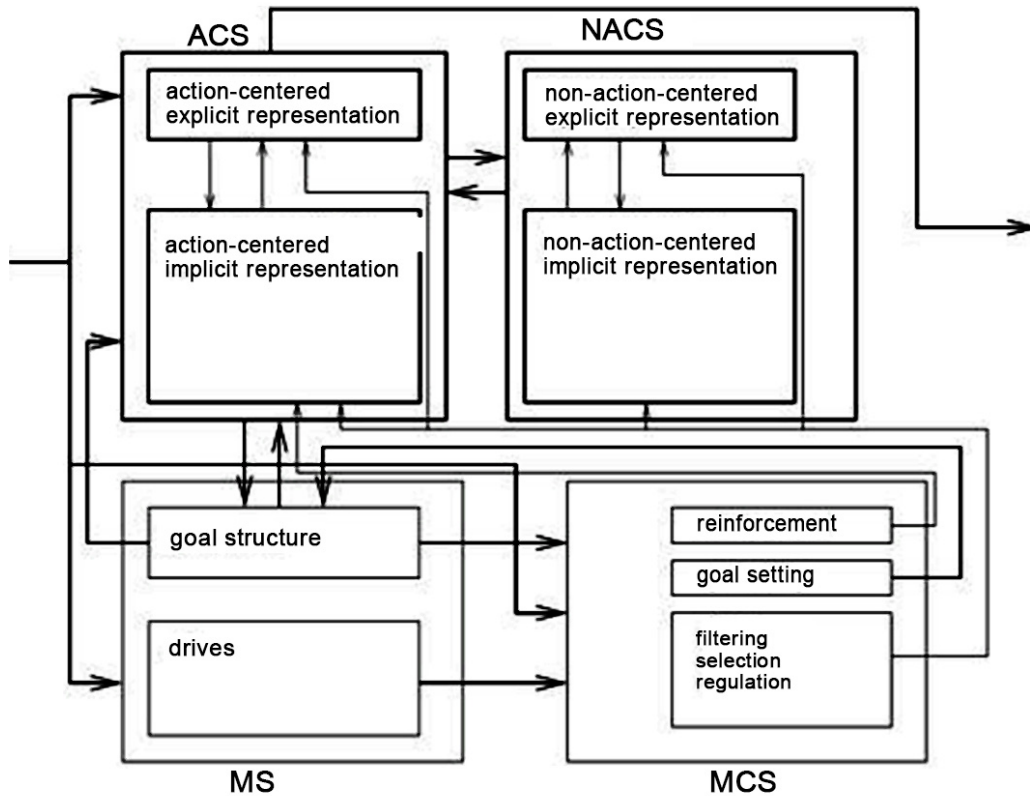 ACS
NACS
action-centered
explicit representation
non-action-centered
explicit representation
action-centered
implicit representation
non-action-centered
implicit representation
goal structure
drives
reinforcement
goal setting
filtering
selection
regulation
MS
MCS